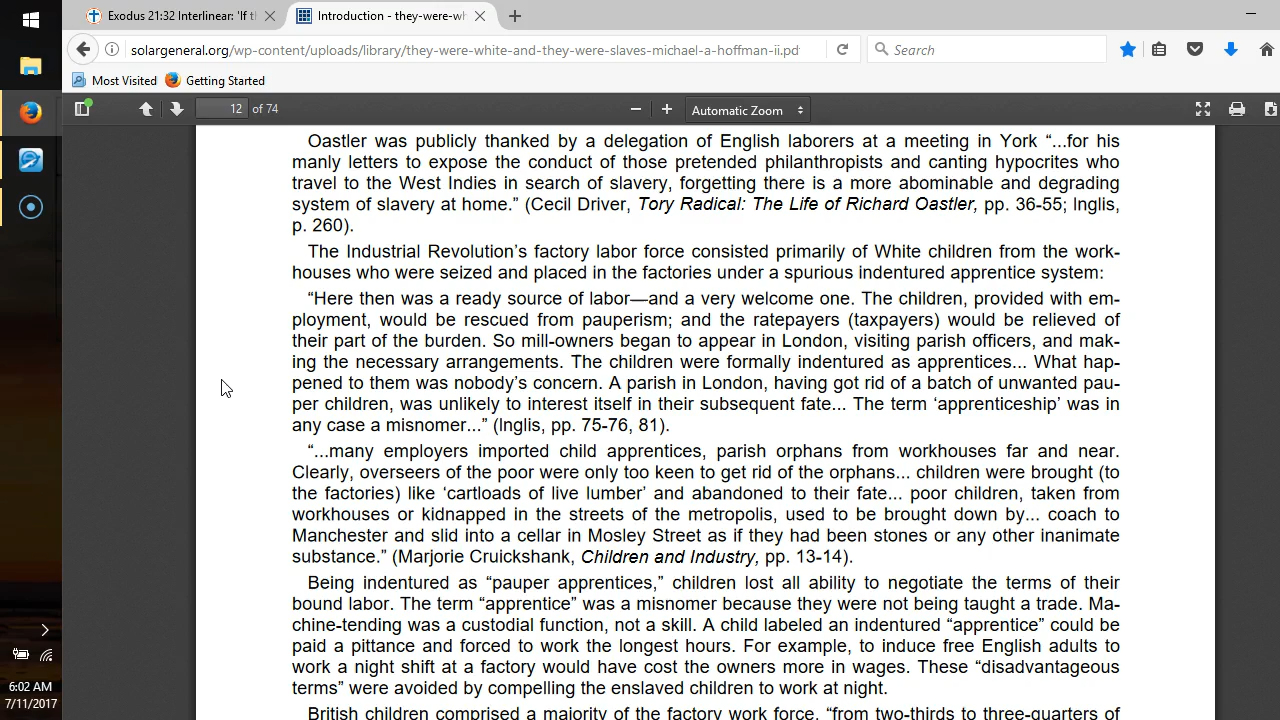 Exodus 21:32 Interlinear: 'If tl
Introduction - they-were-wh
solargeneral.org/wp-content/uploads/library/they-were-white-and-they-were-slaves-michael-a-hoffman-ii.pd
Search
Most Visited
Getting Started
12 of 74
Automatic Zoom
Oastler was publicly thanked by a delegation of English laborers at a meeting in York “...for his
manly letters to expose the conduct of those pretended philanthropists and canting hypocrites who
travel to the West Indies in search of slavery, forgetting there is a more abominable and degrading
system of slavery at home.” (Cecil Driver, Tory Radical: The Life of Richard Oastler, pp. 36-55; Inglis,
p. 260).
The Industrial Revolution’s factory labor force consisted primarily of White children from the work-
houses who were seized and placed in the factories under a spurious indentured apprentice system:
“Here then was a ready source of labor—and a very welcome one. The children, provided with em-
ployment, would be rescued from pauperism; and the ratepayers (taxpayers) would be relieved of
their part of the burden. So mill-owners began to appear in London, visiting parish officers, and mak-
ing the necessary arrangements. The children were formally indentured as apprentices... What hap-
pened to them was nobody’s concern. A parish in London, having got rid of a batch of unwanted pau-
per children, was unlikely to interest itself in their subsequent fate... The term ‘apprenticeship’ was in
any case a misnomer...” (Inglis, pp. 75-76, 81).
“...many employers imported child apprentices, parish orphans from workhouses far and near.
Clearly, overseers of the poor were only too keen to get rid of the orphans... children were brought (to
the factories) like ‘cartloads of live lumber’ and abandoned to their fate... poor children, taken from
workhouses or kidnapped in the streets of the metropolis, used to be brought down by... coach to
Manchester and slid into a cellar in Mosley Street as if they had been stones or any other inanimate
substance.” (Marjorie Cruickshank, Children and Industry, pp. 13-14).
Being indentured as “pauper apprentices,” children lost all ability to negotiate the terms of their
bound labor. The term “apprentice” was a misnomer because they were not being taught a trade. Ma-
chine-tending was a custodial function, not a skill. A child labeled an indentured “apprentice” could be
paid a pittance and forced to work the longest hours. For example, to induce free English adults to
work a night shift at a factory would have cost the owners more in wages. These “disadvantageous
terms” were avoided by compelling the enslaved children to work at night.
British children comprised a majority of the factory work force, “from two-thirds to three-quarters of
6:02 AM
7/11/2017